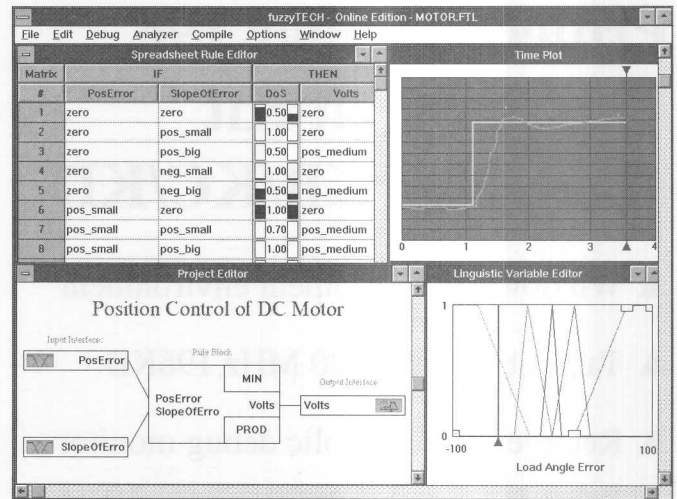 fuzzyTECH - Online Edition - MOTOR.FTL
File Edit Debug Analyzer Compile Options Window Help
Spreadsheet Rule Editor
Matrix IF THEN
# PosError SlopeOfError DoS Volts
1 zero zero 0.50 zero
2 zero pos_small 1.00 zero
3 zero pos_big 0.50 pos_medium
4 zero neg_small 1.00 zero
5 zero neg_big 0.50 neg_medium
6 pos_small zero 1.00 zero
7 pos_small pos_small 0.70 pos_medium
8 pos_small pos_big 1.00 pos_medium
Time Plot
0 1 2 3 4
Project Editor
Position Control of DC Motor
Input Interface:
PosError
SlopeOfErro
Rule Block
MIN
PosError
SlopeOfErro
Volts
PROD
Output Interface
Volts
Linguistic Variable Editor
1
0
-100 100
Load Angle Error